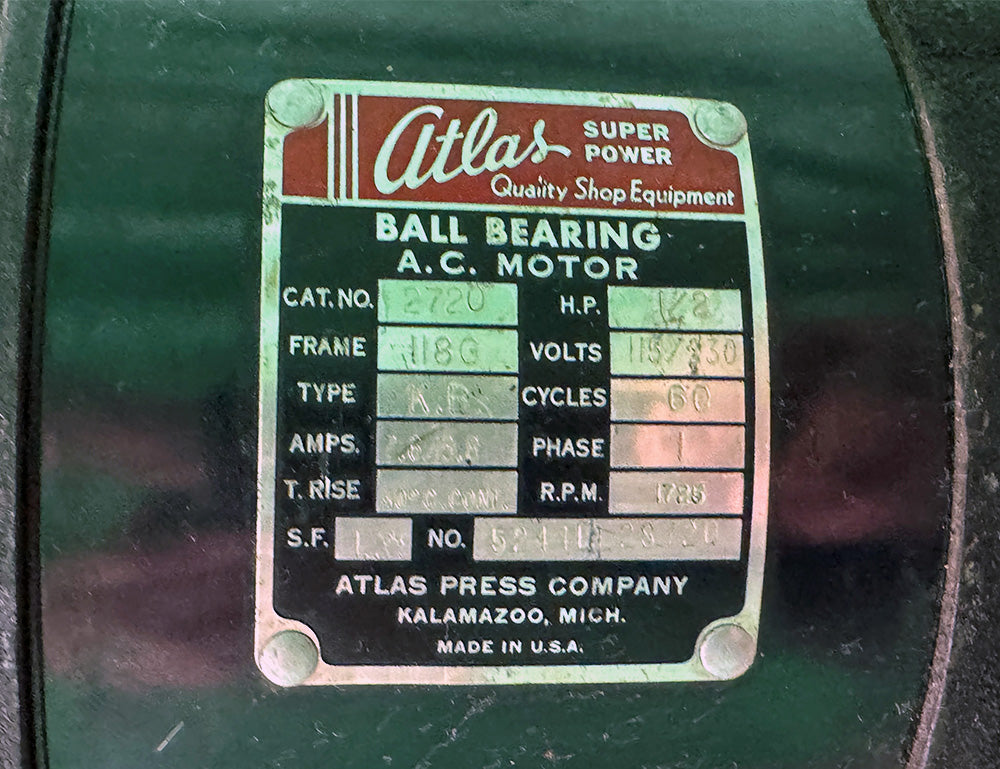 Atlas SUPER POWER
Quality Shop Equipment
BALL BEARING
A.C. MOTOR
CAT. NO. 2720 H.P. 1/2
FRAME 118G VOLTS 115/230
TYPE CYCLES 60
AMPS. PHASE 1
T. RISE R.P.M. 1725
S.F. NO.
ATLAS PRESS COMPANY
KALAMAZOO, MICH.
MADE IN U.S.A.